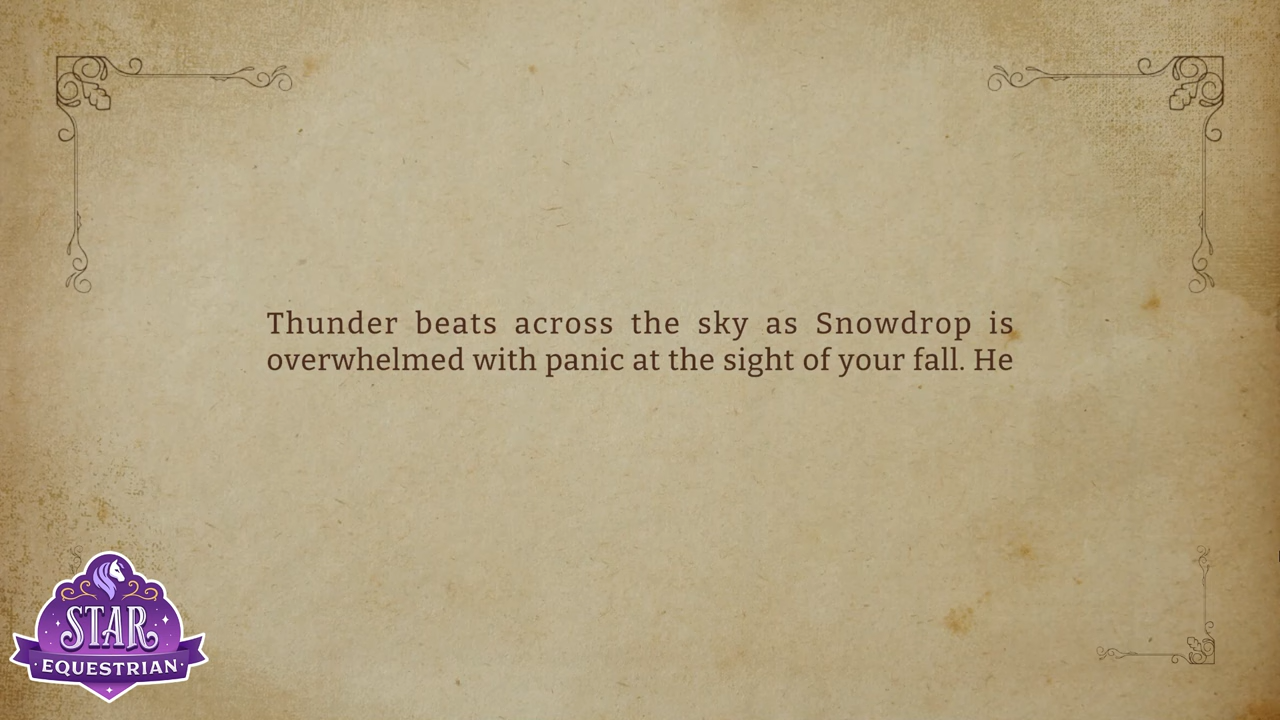 Thunder beats across the sky as Snowdrop is
overwhelmed with panic at the sight of your fall. He
STAR
EQUESTRIAN